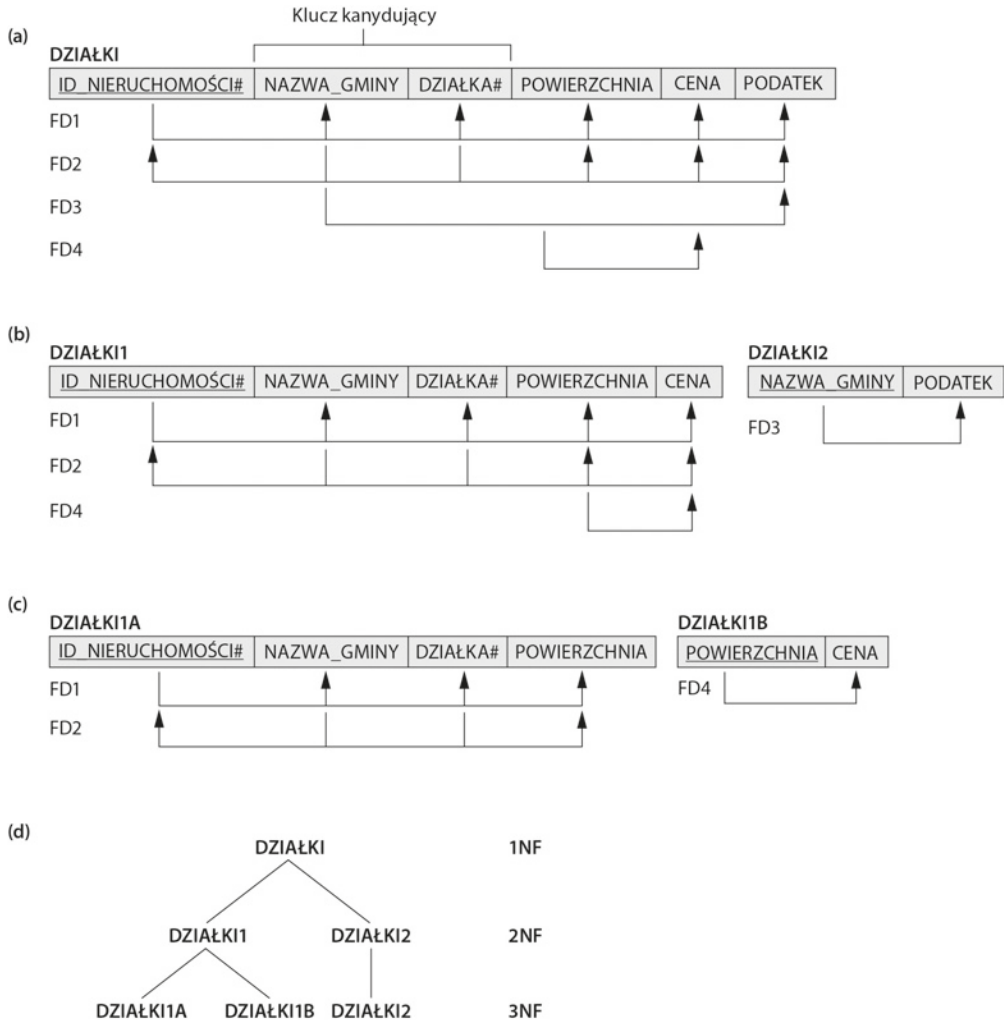 Klucz kanydujący
(a)
DZIAŁKI
ID_NIERUCHOMOŚCI# NAZWA_GMINY DZIAŁKA# POWIERZCHNIA CENA PODATEK
FD1
FD2
FD3
FD4
(b)
DZIAŁKI1 DZIAŁKI2
ID_NIERUCHOMOŚCI# NAZWA_GMINY DZIAŁKA# POWIERZCHNIA CENA NAZWA_GMINY PODATEK
FD1 FD3
FD2
FD4
(c)
DZIAŁKI1A DZIAŁKI1B
ID_NIERUCHOMOŚCI# NAZWA_GMINY DZIAŁKA# POWIERZCHNIA POWIERZCHNIA CENA
FD1 FD4
FD2
(d)
DZIAŁKI 1NF
DZIAŁKI1 DZIAŁKI2 2NF
DZIAŁKI1A DZIAŁKI1B DZIAŁKI2 3NF